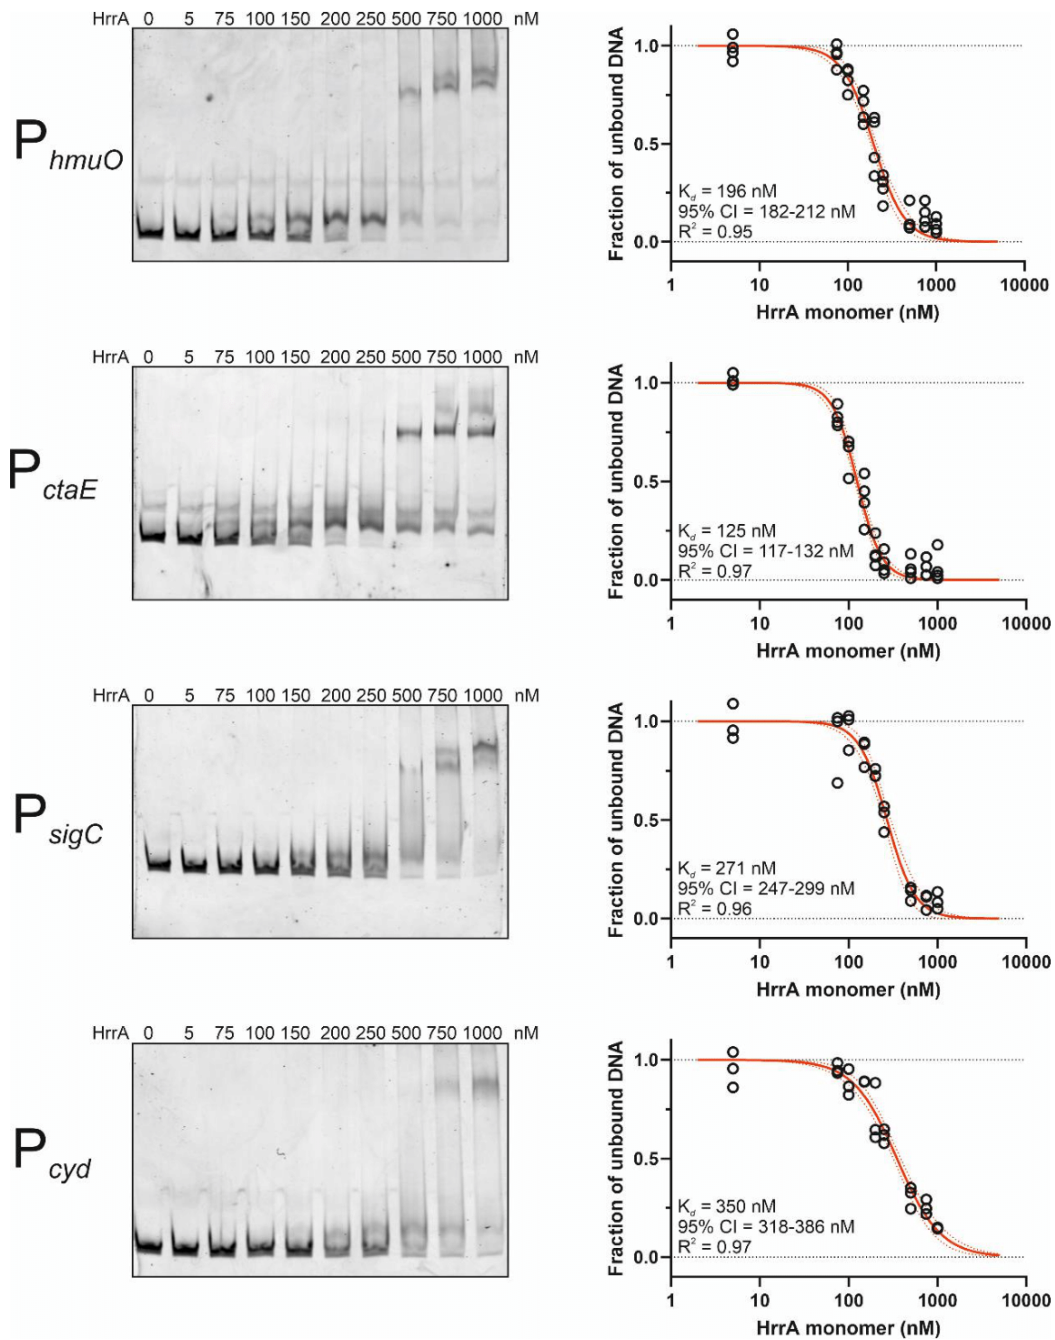 HrrA 0 5 75 100 150 200 250 500 750 1000 nM
P hmuO
Fraction of unbound DNA
1.0
0.5
0.0
K_d = 196 nM
95% CI = 182-212 nM
R² = 0.95
1 10 100 1000 10000
HrrA monomer (nM)
HrrA 0 5 75 100 150 200 250 500 750 1000 nM
P ctaE
Fraction of unbound DNA
1.0
0.5
0.0
K_d = 125 nM
95% CI = 117-132 nM
R² = 0.97
1 10 100 1000 10000
HrrA monomer (nM)
HrrA 0 5 75 100 150 200 250 500 750 1000 nM
P sigC
Fraction of unbound DNA
1.0
0.5
0.0
K_d = 271 nM
95% CI = 247-299 nM
R² = 0.96
1 10 100 1000 10000
HrrA monomer (nM)
HrrA 0 5 75 100 150 200 250 500 750 1000 nM
P cyd
Fraction of unbound DNA
1.0
0.5
0.0
K_d = 350 nM
95% CI = 318-386 nM
R² = 0.97
1 10 100 1000 10000
HrrA monomer (nM)